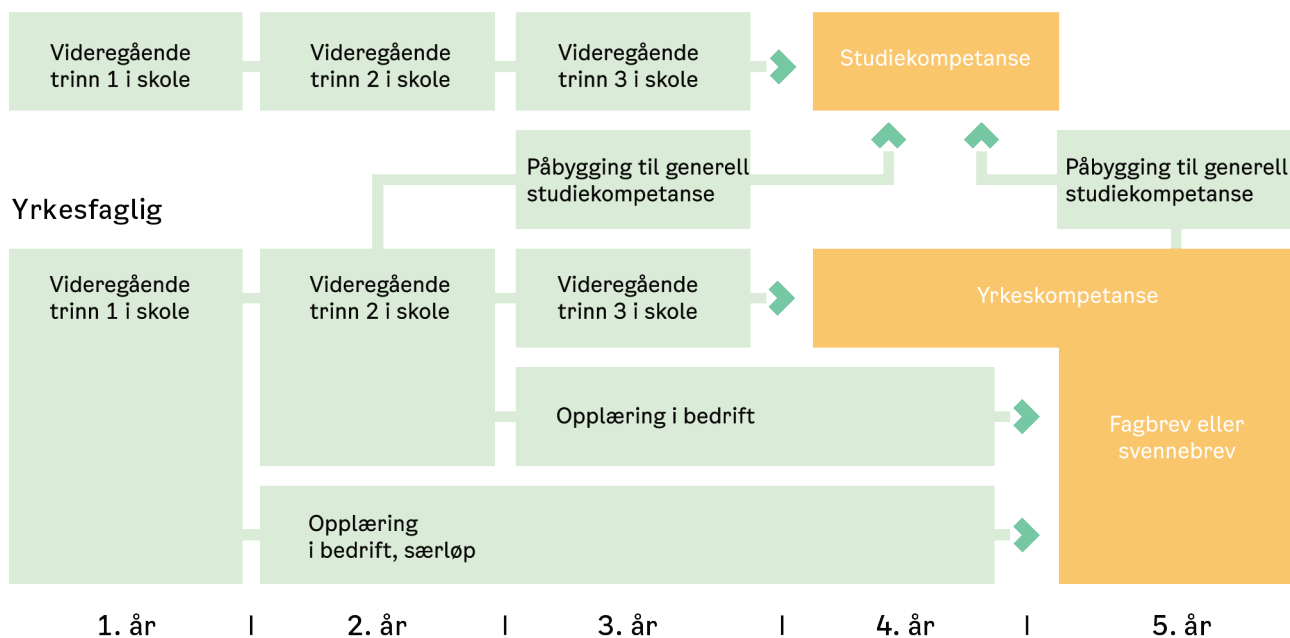 Videregående
trinn 1 i skole
Videregående
trinn 2 i skole
Videregående
trinn 3 i skole
Studiekompetanse
Påbygging til generell
studiekompetanse
Påbygging til generell
studiekompetanse
Yrkesfaglig
Videregående
trinn 1 i skole
Videregående
trinn 2 i skole
Videregående
trinn 3 i skole
Yrkeskompetanse
Opplæring i bedrift
Fagbrev eller
svennebrev
Opplæring
i bedrift, særløp
1. år | 2. år | 3. år | 4. år | 5. år